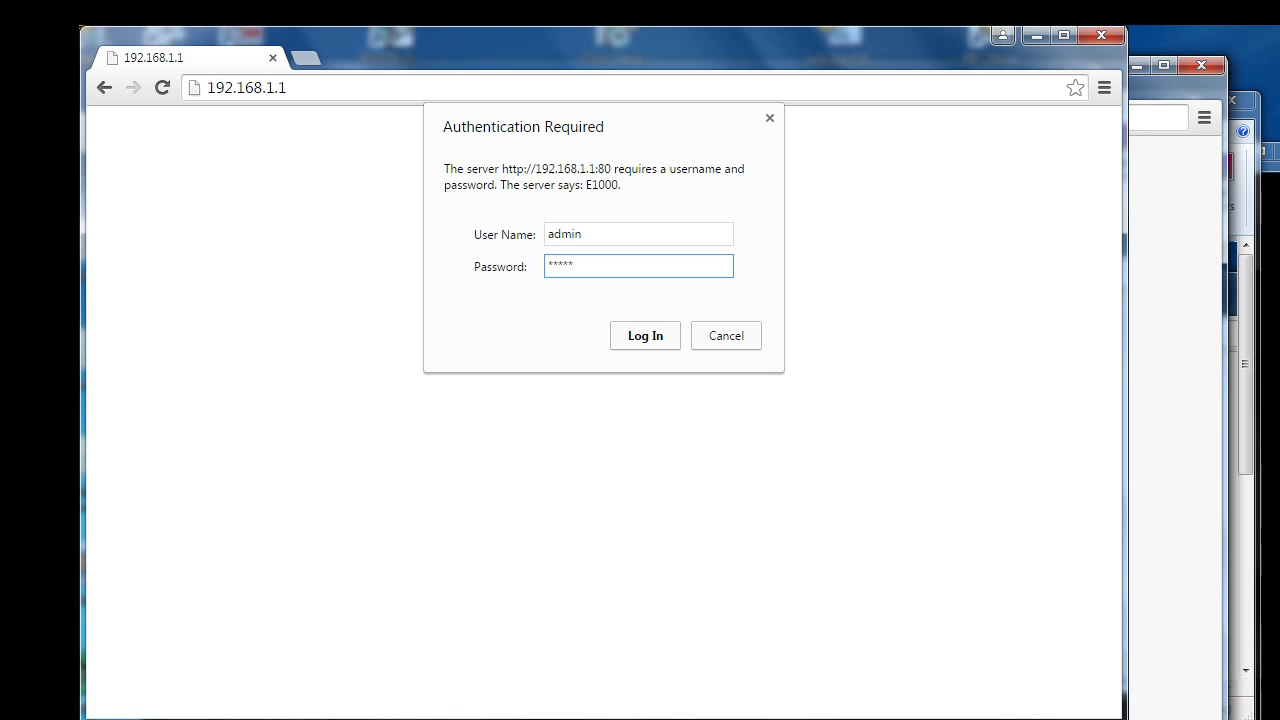 192.168.1.1
192.168.1.1
Authentication Required
The server http://192.168.1.1:80 requires a username and
password. The server says: E1000.
User Name: admin
Password: *****
Log In Cancel